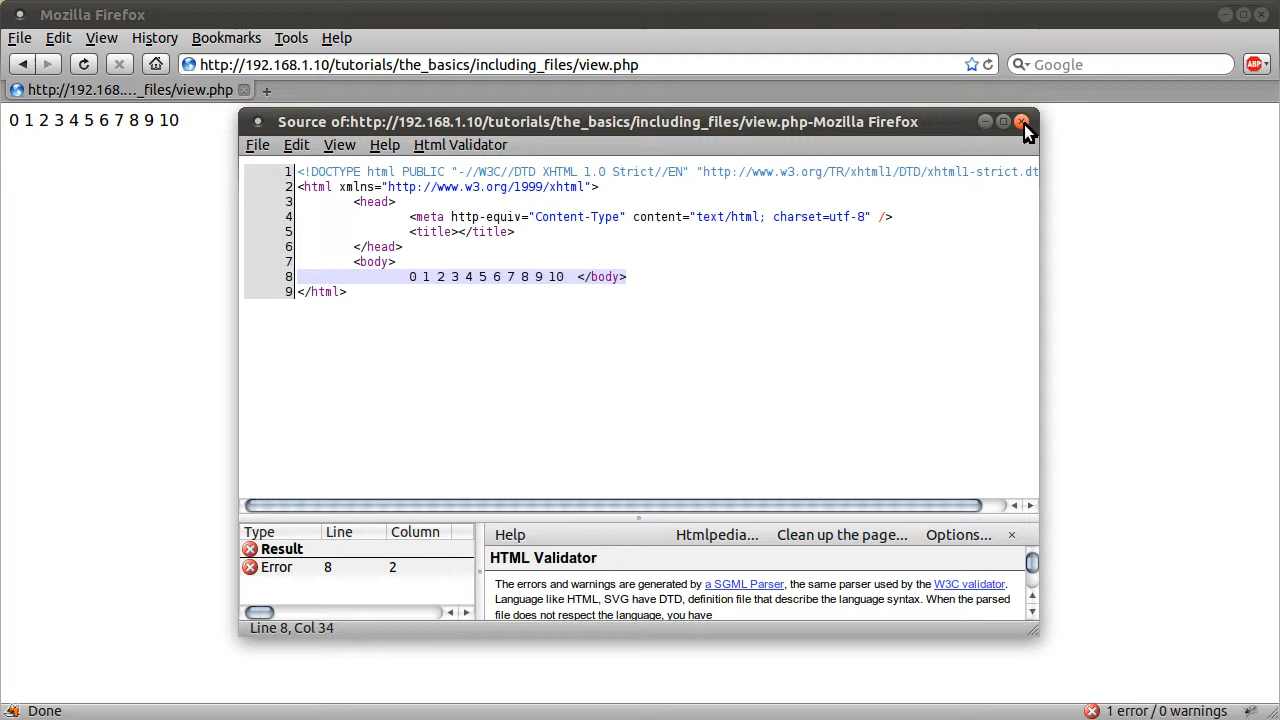 Mozilla Firefox
File Edit View History Bookmarks Tools Help
http://192.168.1.10/tutorials/the_basics/including_files/view.php
Google
ABP
http://192.168...._files/view.php
0 1 2 3 4 5 6 7 8 9 10
Source of:http://192.168.1.10/tutorials/the_basics/including_files/view.php-Mozilla Firefox
File Edit View Help Html Validator
1 <!DOCTYPE html PUBLIC "-//W3C//DTD XHTML 1.0 Strict//EN" "http://www.w3.org/TR/xhtml1/DTD/xhtml1-strict.dt
2 <html xmlns="http://www.w3.org/1999/xhtml">
3 <head>
4 <meta http-equiv="Content-Type" content="text/html; charset=utf-8" />
5 <title></title>
6 </head>
7 <body>
8 0 1 2 3 4 5 6 7 8 9 10 </body>
9 </html>
Type Line Column
Result
Error 8 2
Help Htmlpedia... Clean up the page... Options...
HTML Validator
The errors and warnings are generated by a SGML Parser, the same parser used by the W3C validator.
Language like HTML, SVG have DTD, definition file that describe the language syntax. When the parsed
file does not respect the language, you have
Line 8, Col 34
Done
1 error / 0 warnings